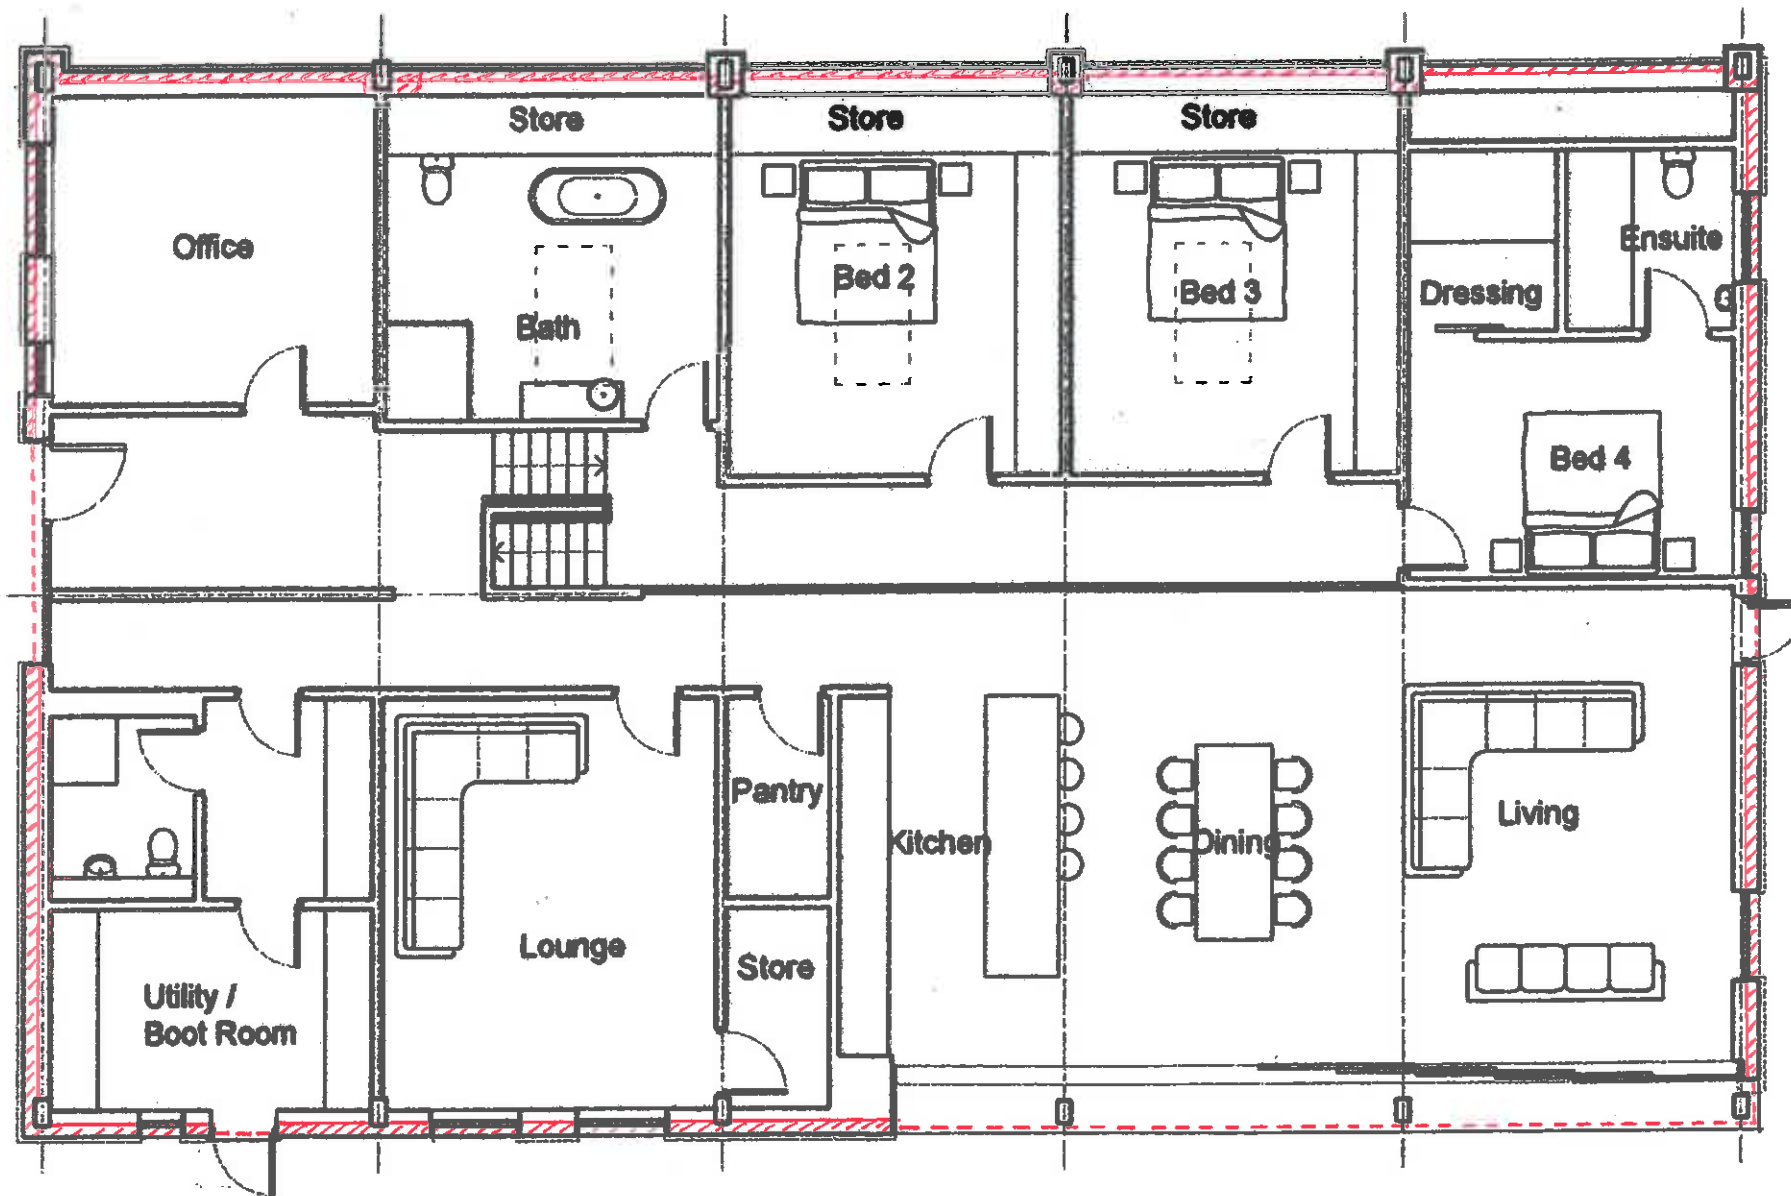 Store
Store
Store
Office
Bath
Bed 2
Bed 3
Dressing
Ensuite
Bed 4
Pantry
Kitchen
Dining
Living
Lounge
Store
Utility /
Boot Room